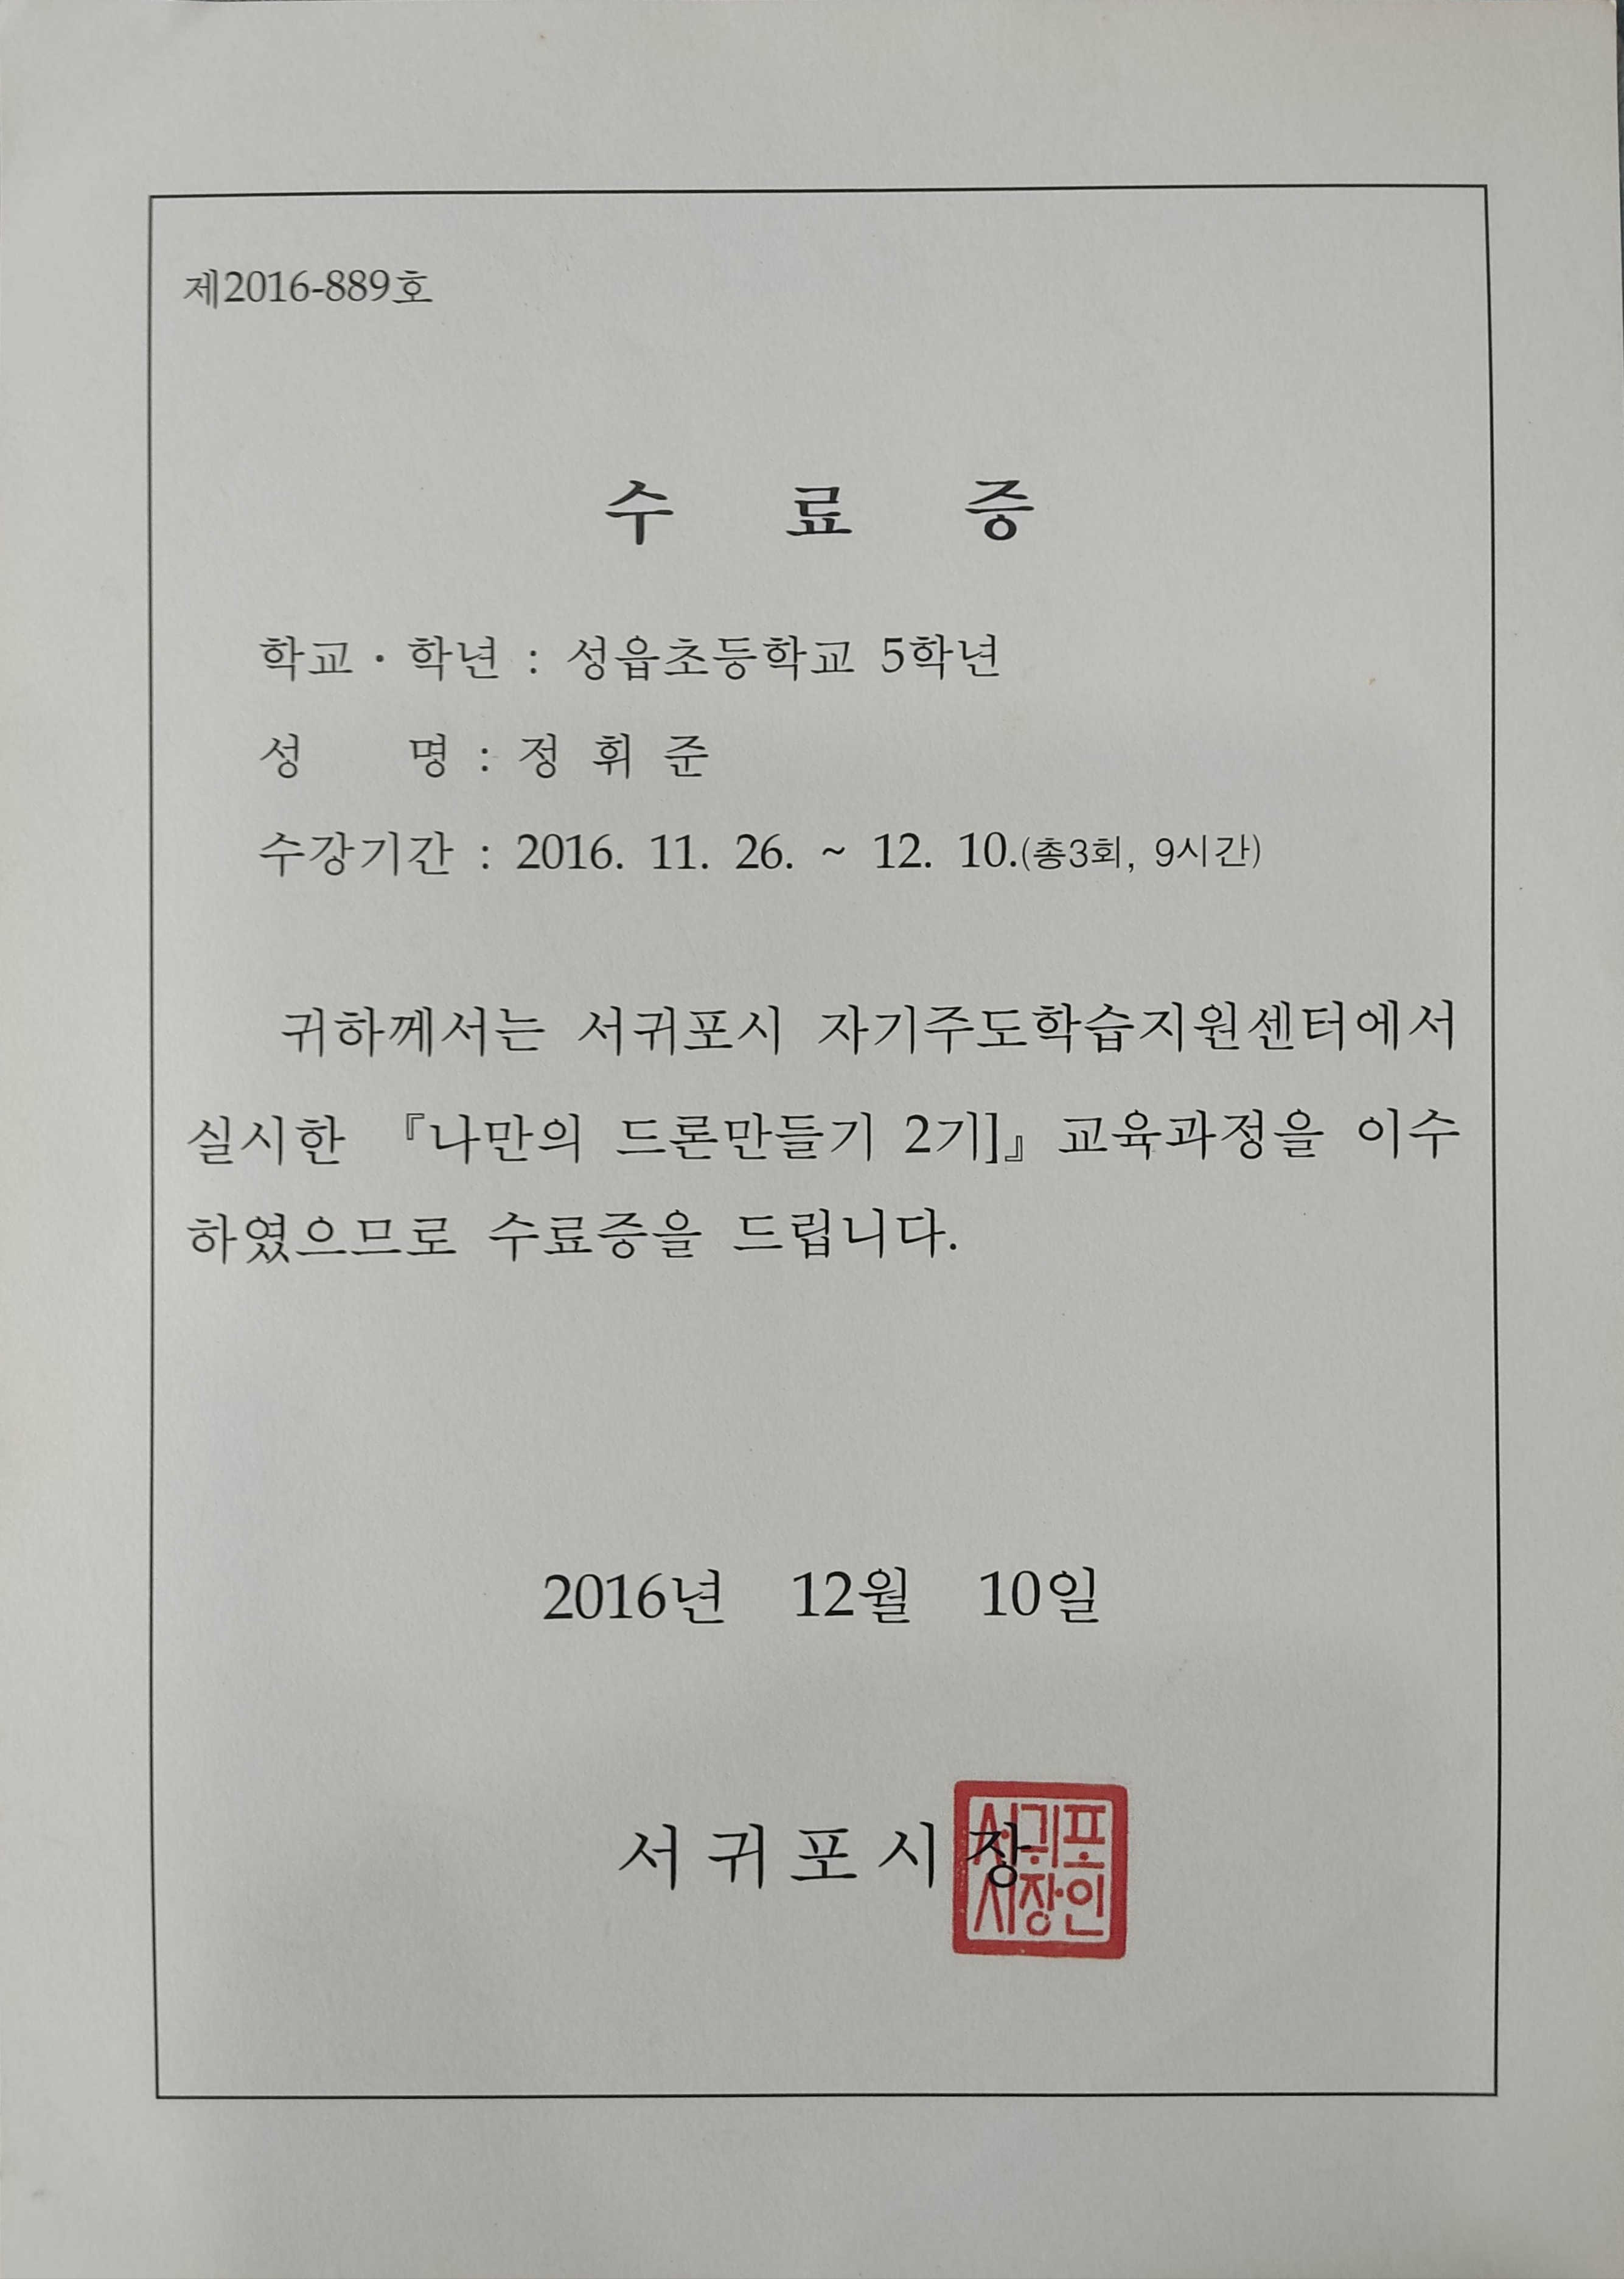 제2016-889호
수 료 증
학교 · 학년 : 성읍초등학교 5학년
성 명 : 정 휘 준
수강기간 : 2016. 11. 26. ~ 12. 10.(총3회, 9시간)
귀하께서는 서귀포시 자기주도학습지원센터에서
실시한 『나만의 드론만들기 2기]』 교육과정을 이수
하였으므로 수료증을 드립니다.
2016년 12월 10일
서귀포시장
서귀포
시장인